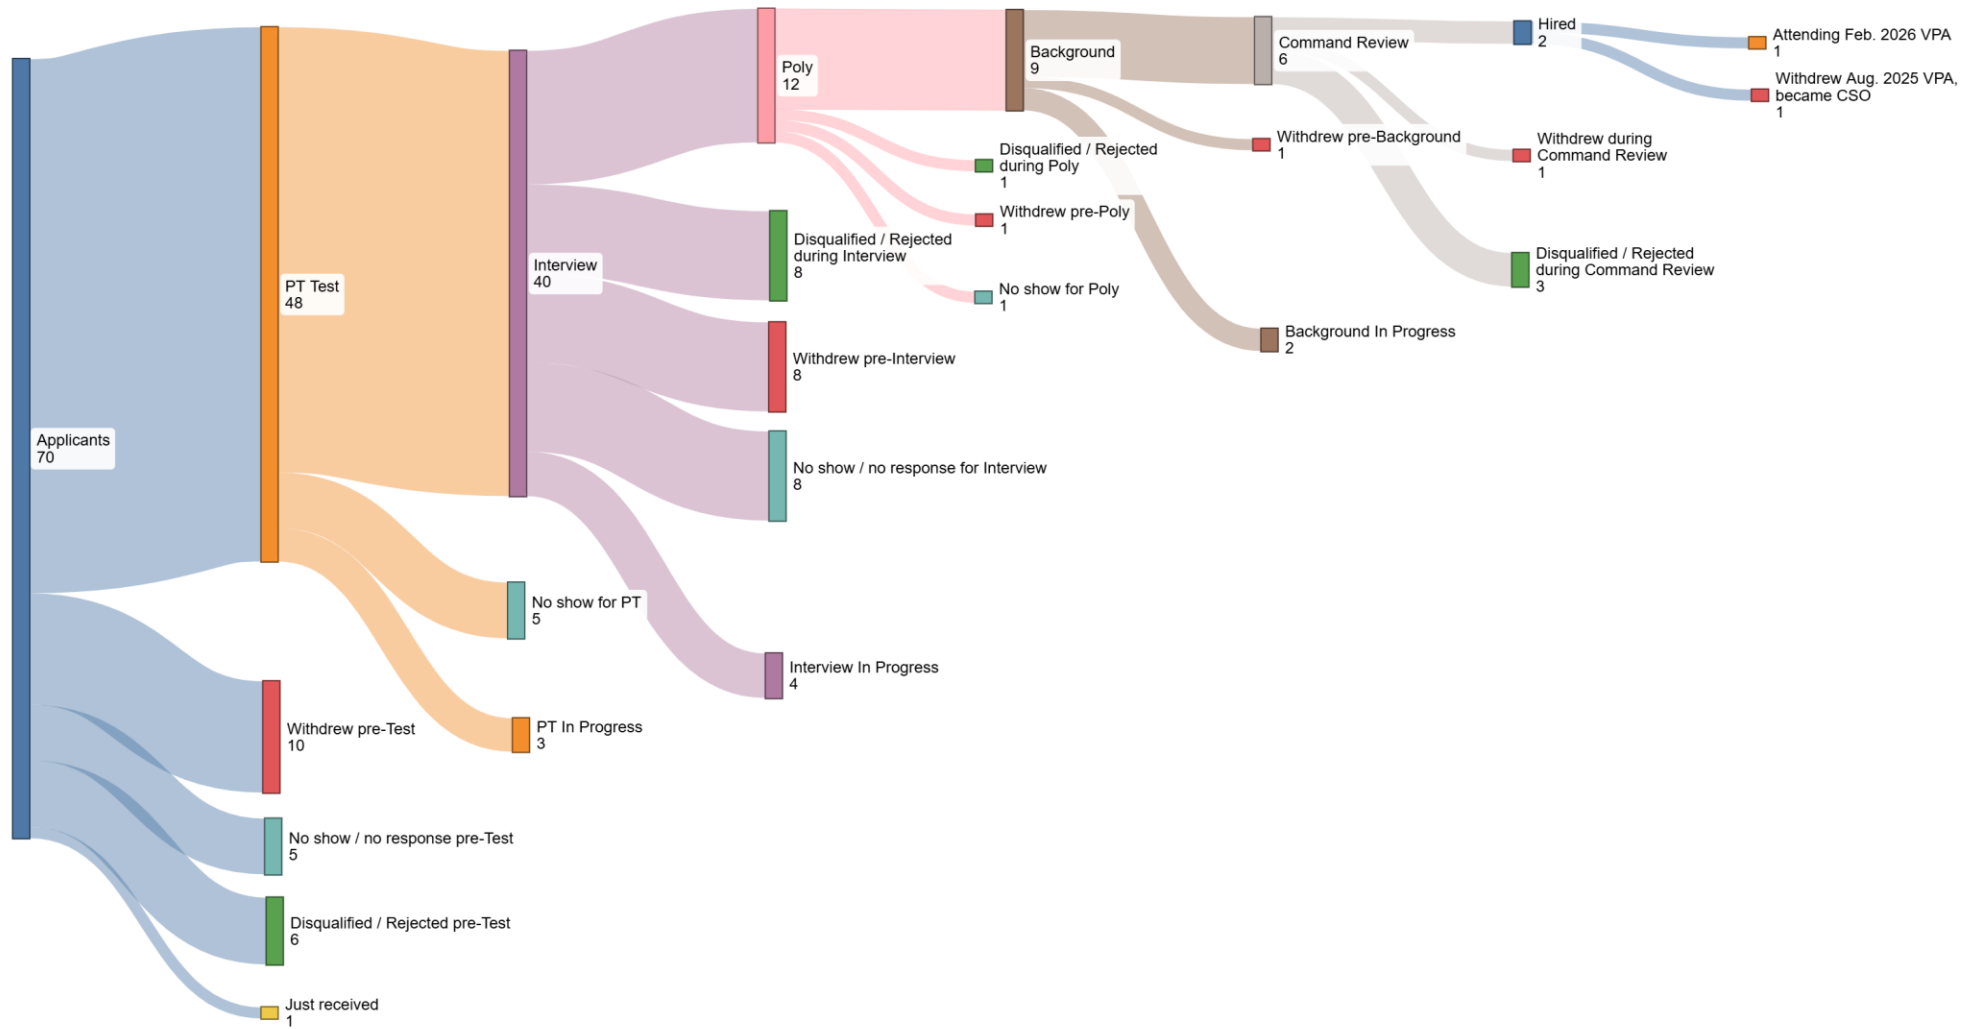 Applicants
70
PT Test
48
Withdrew pre-Test
10
No show / no response pre-Test
5
Disqualified / Rejected pre-Test
6
Just received
1
Interview
40
No show for PT
5
PT In Progress
3
Poly
12
Disqualified / Rejected
during Interview
8
Withdrew pre-Interview
8
No show / no response for Interview
8
Interview In Progress
4
Background
9
Disqualified / Rejected
during Poly
1
Withdrew pre-Poly
1
No show for Poly
1
Command Review
6
Withdrew pre-Background
1
Background In Progress
2
Hired
2
Withdrew during
Command Review
1
Disqualified / Rejected
during Command Review
3
Attending Feb. 2026 VPA
1
Withdrew Aug. 2025 VPA,
became CSO
1